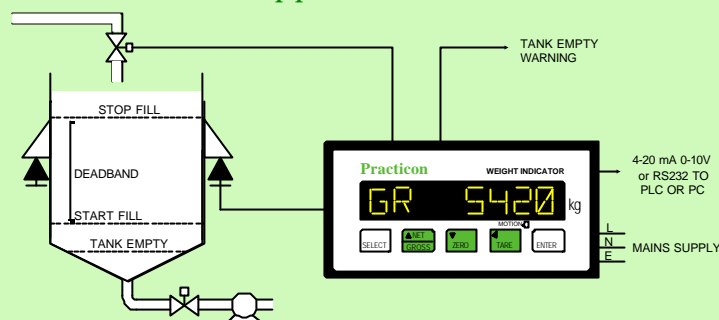 TANK EMPTY
WARNING
STOP FILL
DEADBAND
START FILL
TANK EMPTY
Practicon
WEIGHT INDICATOR
GR 5420 kg
MOTION
SELECT
NET
GROSS
ZERO
TARE
ENTER
4-20 mA 0-10V
or RS232 TO
PLC OR PC
L
N
E
MAINS SUPPLY